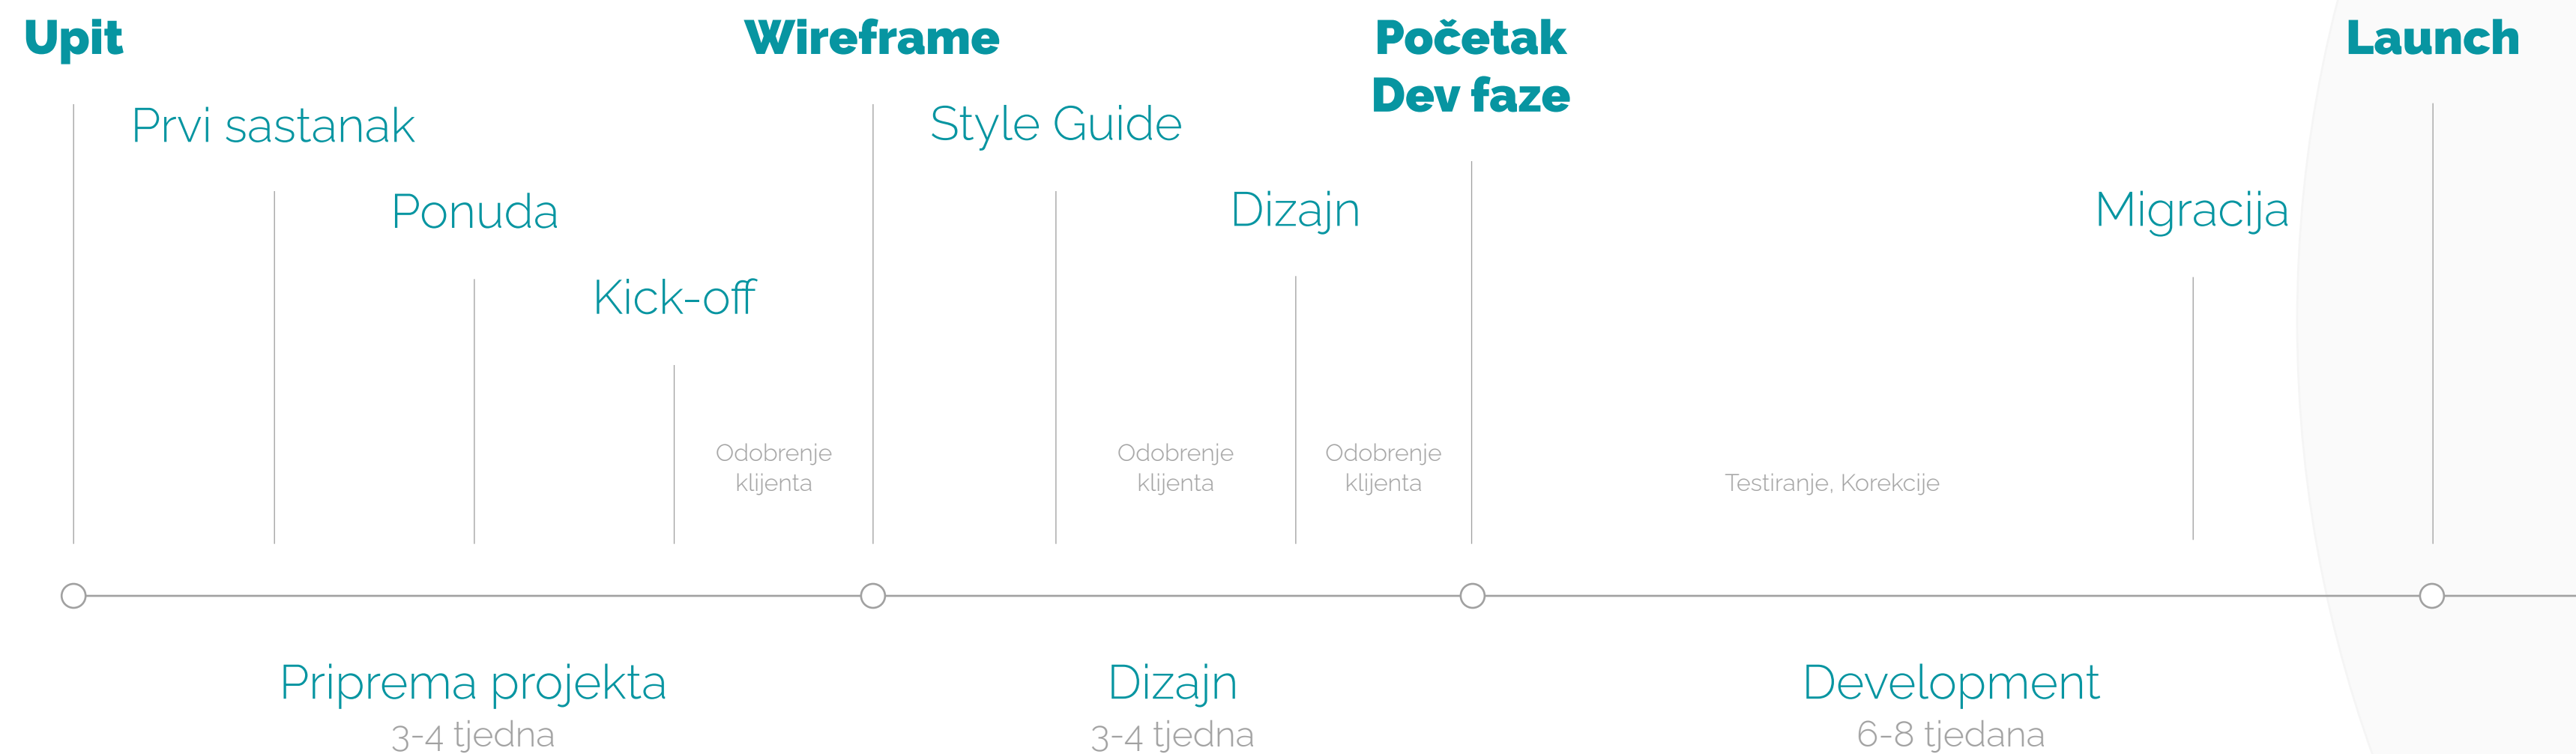 Upit
Wireframe
Početak
Dev faze
Launch
Prvi sastanak
Style Guide
Ponuda
Dizajn
Migracija
Kick-off
Odobrenje
klijenta
Odobrenje
klijenta
Odobrenje
klijenta
Testiranje, Korekcije
Priprema projekta
3-4 tjedna
Dizajn
3-4 tjedna
Development
6-8 tjedana